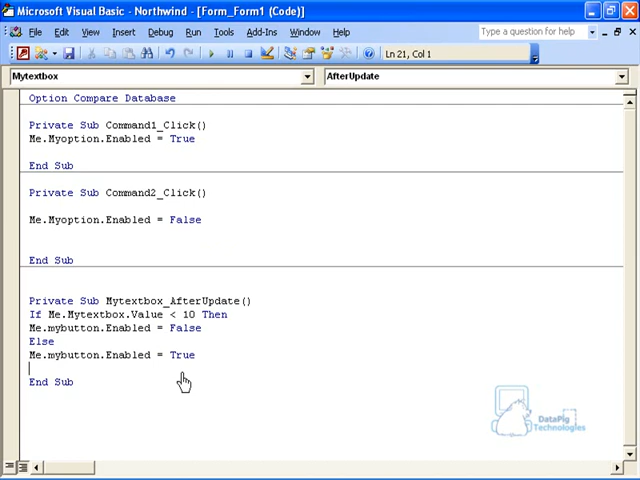 Microsoft Visual Basic - Northwind - [Form_Form1 (Code)]
File Edit View Insert Debug Run Tools Add-Ins Window Help
Type a question for help
Ln 21, Col 1
Mytextbox
AfterUpdate
Option Compare Database
Private Sub Command1_Click()
Me.Myoption.Enabled = True
End Sub
Private Sub Command2_Click()
Me.Myoption.Enabled = False
End Sub
Private Sub Mytextbox_AfterUpdate()
If Me.Mytextbox.Value < 10 Then
Me.mybutton.Enabled = False
Else
Me.mybutton.Enabled = True
End Sub
DataPig
Technologies